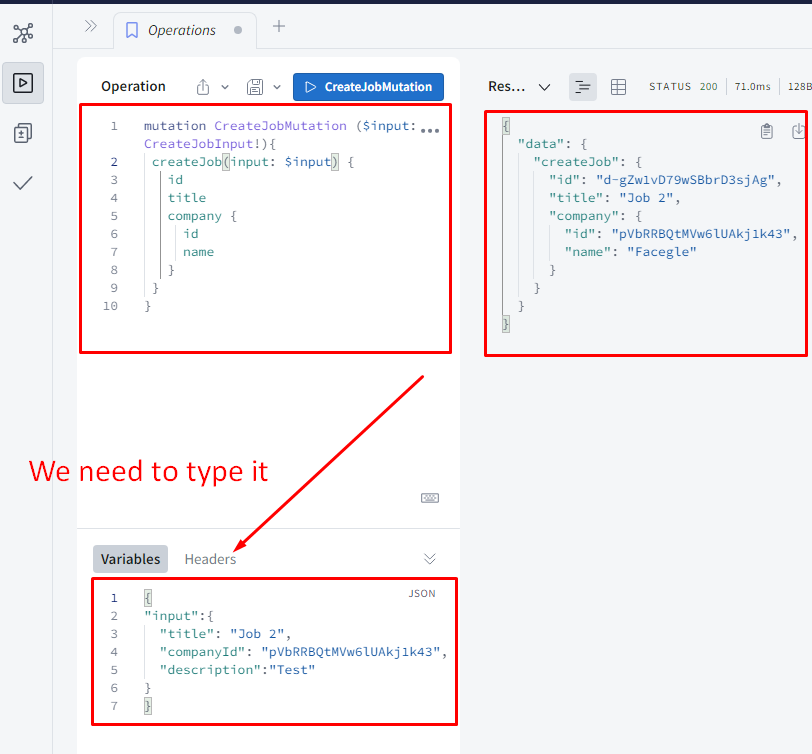 Operations
Operation
CreateJobMutation
Res...
STATUS 200
71.0ms
128B
1 mutation CreateJobMutation ($input:
CreateJobInput!){
2 createJob(input: $input) {
3 id
4 title
5 company {
6 id
7 name
8 }
9 }
10 }
{
"data": {
"createJob": {
"id": "d-gZw1vD79wSBbrD3sjAg",
"title": "Job 2",
"company": {
"id": "pVbRRBQtMVw6lUAkj1k43",
"name": "Facegle"
}
}
}
}
We need to type it
Variables
Headers
JSON
1 {
2 "input":{
3 "title": "Job 2",
4 "companyId": "pVbRRBQtMVw6lUAkj1k43",
5 "description":"Test"
6 }
7 }